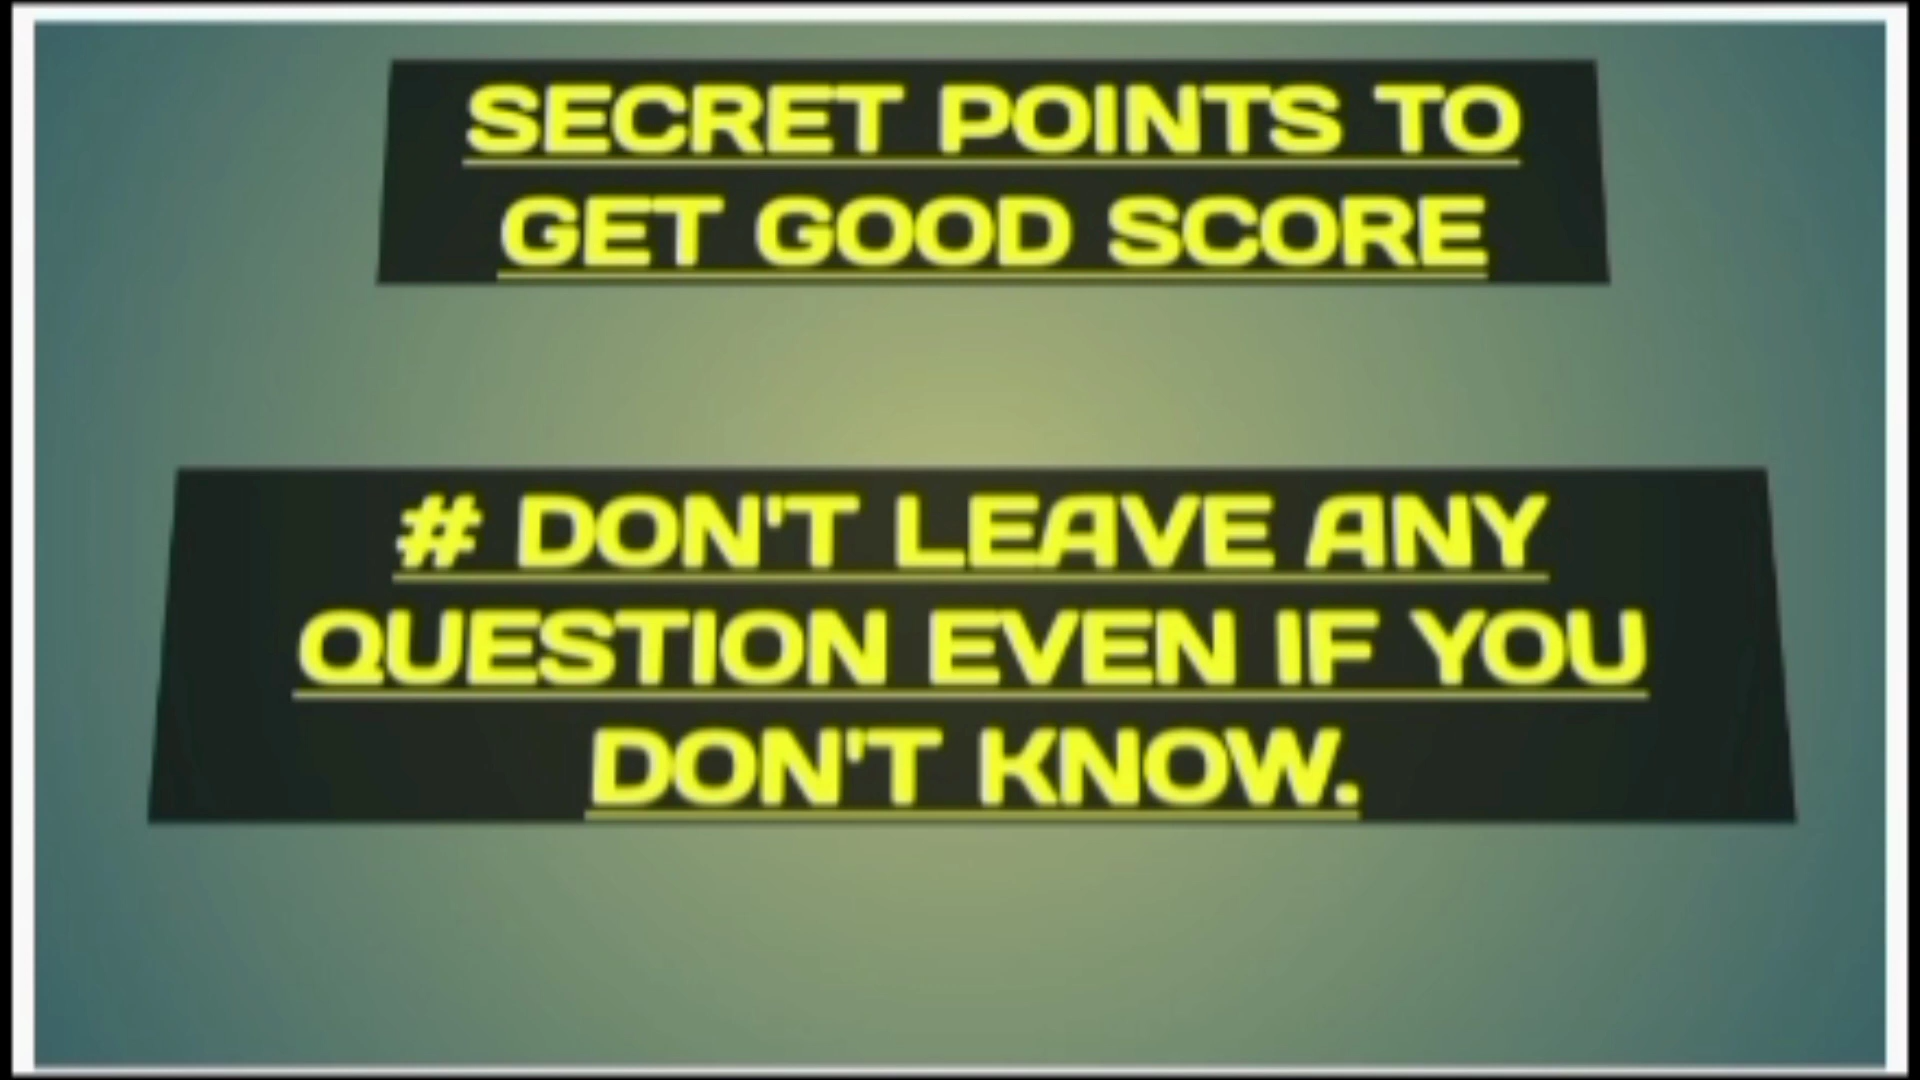 SECRET POINTS TO
GET GOOD SCORE
# DON'T LEAVE ANY
QUESTION EVEN IF YOU
DON'T KNOW.